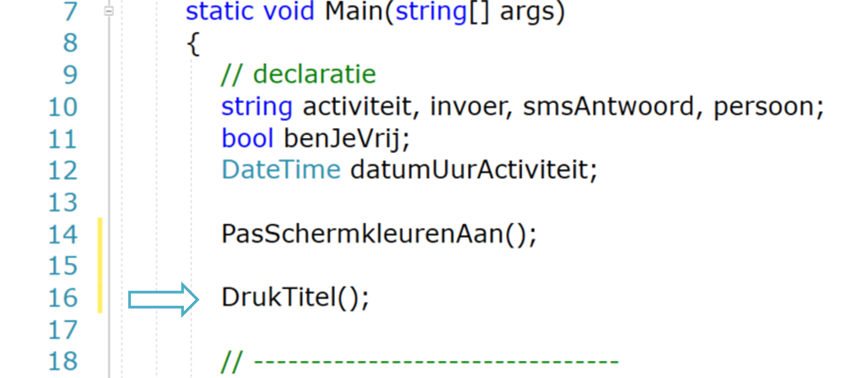 7 static void Main(string[] args)
8 {
9 // declaratie
10 string activiteit, invoer, smsAntwoord, persoon;
11 bool benJeVrij;
12 DateTime datumUurActiviteit;
13
14 PasSchermkleurenAan();
15
16 DrukTitel();
17
18 // --------------------------------